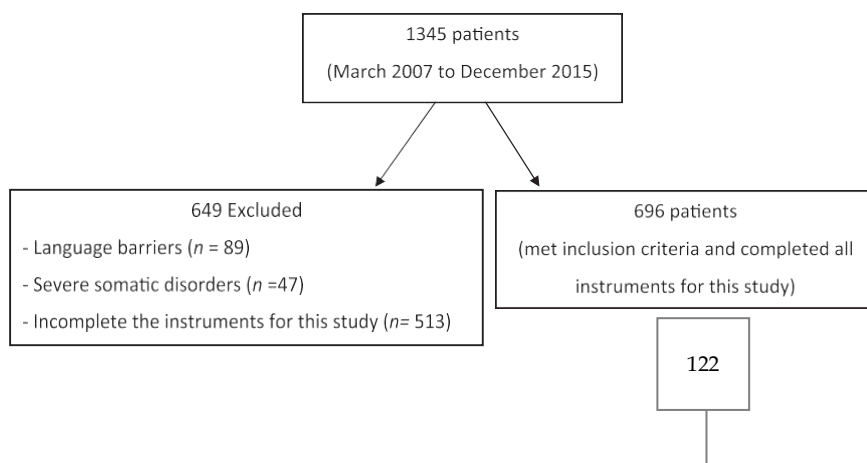 1345 patients
(March 2007 to December 2015)
649 Excluded
- Language barriers (n = 89)
- Severe somatic disorders (n =47)
- Incomplete the instruments for this study (n= 513)
696 patients
(met inclusion criteria and completed all
instruments for this study)
122